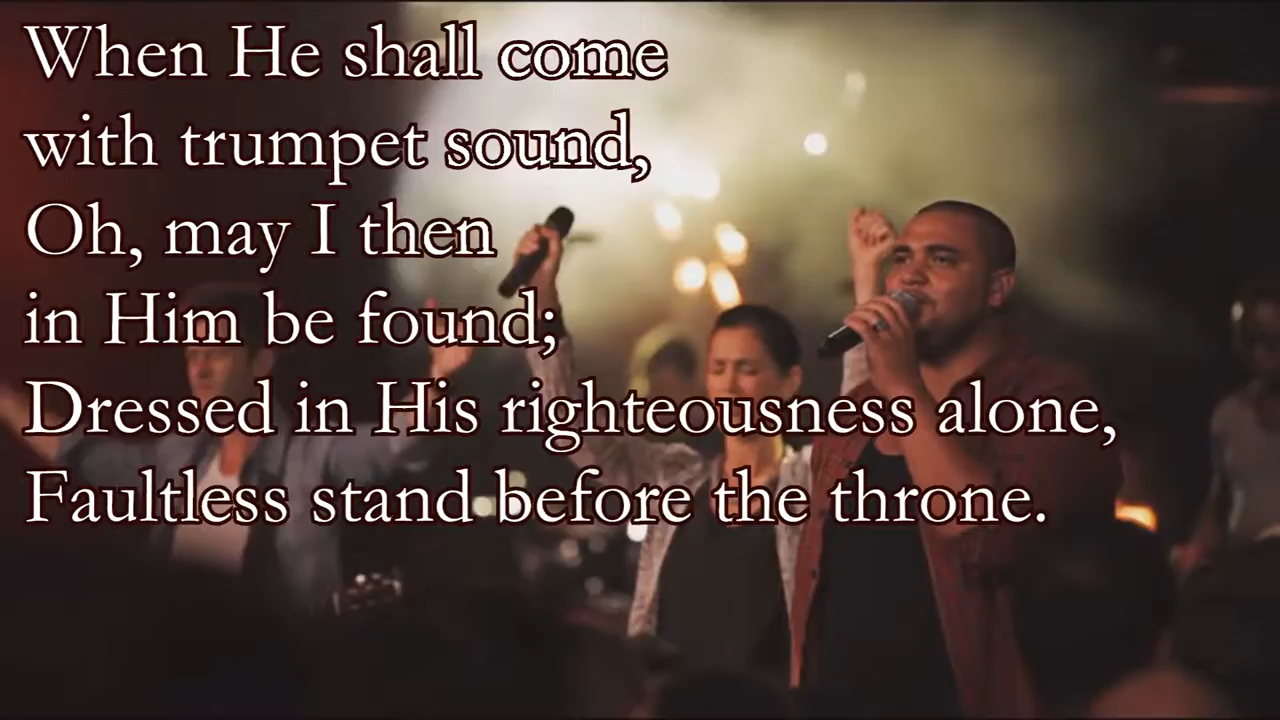 When He shall come
with trumpet sound,
Oh, may I then
in Him be found;
Dressed in His righteousness alone,
Faultless stand before the throne.